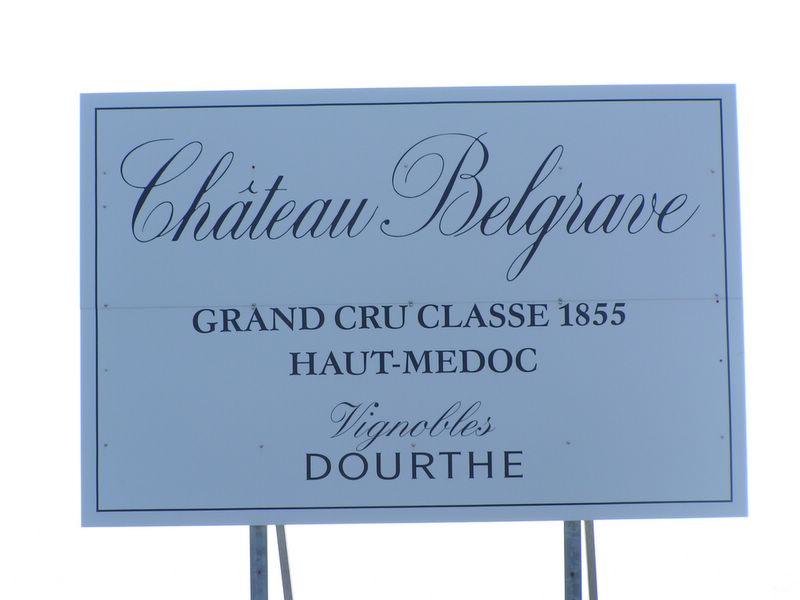 Château Belgrave
GRAND CRU CLASSE 1855
HAUT-MEDOC
Vignobles
DOURTHE